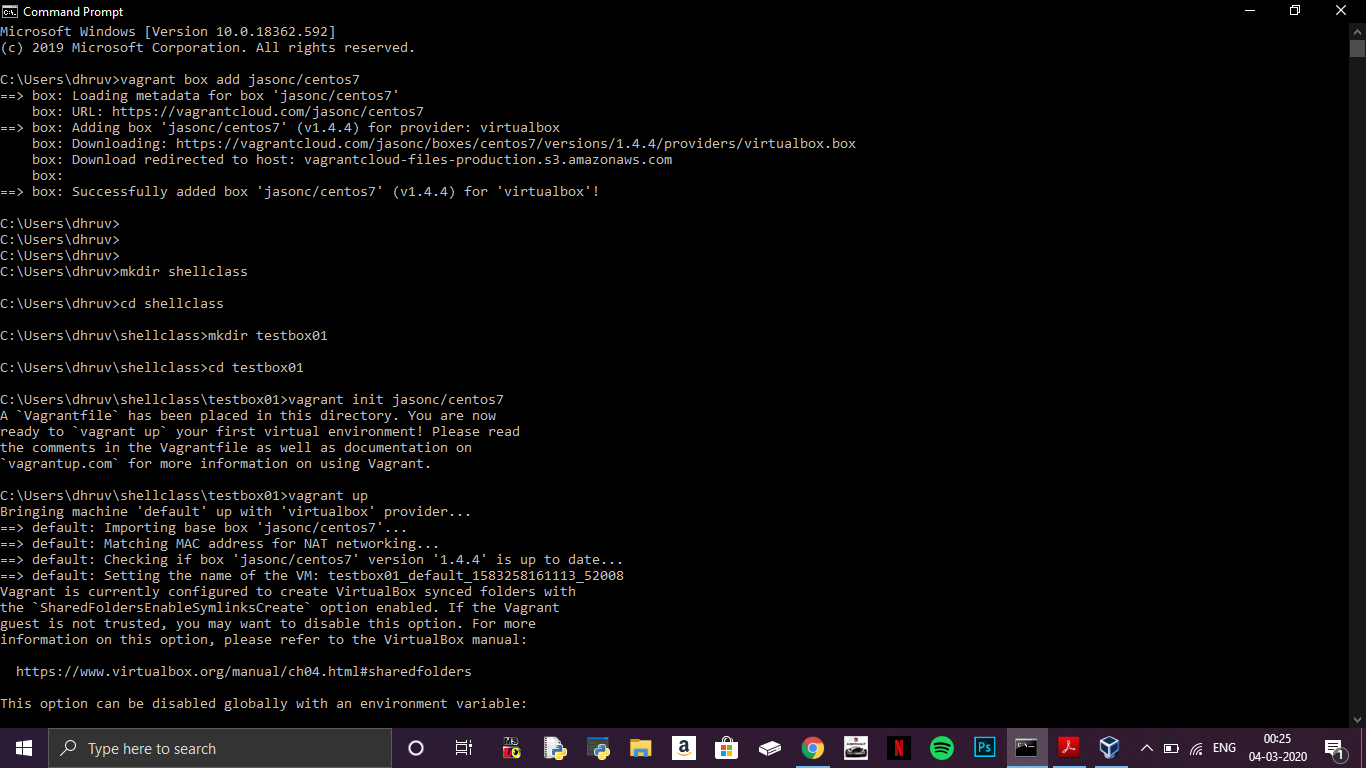 Command Prompt
Microsoft Windows [Version 10.0.18362.592]
(c) 2019 Microsoft Corporation. All rights reserved.
C:\Users\dhruv>vagrant box add jasonc/centos7
==> box: Loading metadata for box 'jasonc/centos7'
    box: URL: https://vagrantcloud.com/jasonc/centos7
==> box: Adding box 'jasonc/centos7' (v1.4.4) for provider: virtualbox
    box: Downloading: https://vagrantcloud.com/jasonc/boxes/centos7/versions/1.4.4/providers/virtualbox.box
    box: Download redirected to host: vagrantcloud-files-production.s3.amazonaws.com
    box:
==> box: Successfully added box 'jasonc/centos7' (v1.4.4) for 'virtualbox'!
C:\Users\dhruv>
C:\Users\dhruv>
C:\Users\dhruv>
C:\Users\dhruv>mkdir shellclass
C:\Users\dhruv>cd shellclass
C:\Users\dhruv\shellclass>mkdir testbox01
C:\Users\dhruv\shellclass>cd testbox01
C:\Users\dhruv\shellclass\testbox01>vagrant init jasonc/centos7
A `Vagrantfile` has been placed in this directory. You are now
ready to `vagrant up` your first virtual environment! Please read
the comments in the Vagrantfile as well as documentation on
`vagrantup.com` for more information on using Vagrant.
C:\Users\dhruv\shellclass\testbox01>vagrant up
Bringing machine 'default' up with 'virtualbox' provider...
==> default: Importing base box 'jasonc/centos7'...
==> default: Matching MAC address for NAT networking...
==> default: Checking if box 'jasonc/centos7' version '1.4.4' is up to date...
==> default: Setting the name of the VM: testbox01_default_1583258161113_52008
Vagrant is currently configured to create VirtualBox synced folders with
the `SharedFoldersEnableSymlinksCreate` option enabled. If the Vagrant
guest is not trusted, you may want to disable this option. For more
information on this option, please refer to the VirtualBox manual:
  https://www.virtualbox.org/manual/ch04.html#sharedfolders
This option can be disabled globally with an environment variable:
Type here to search
Ps
ENG
00:25
04-03-2020
1